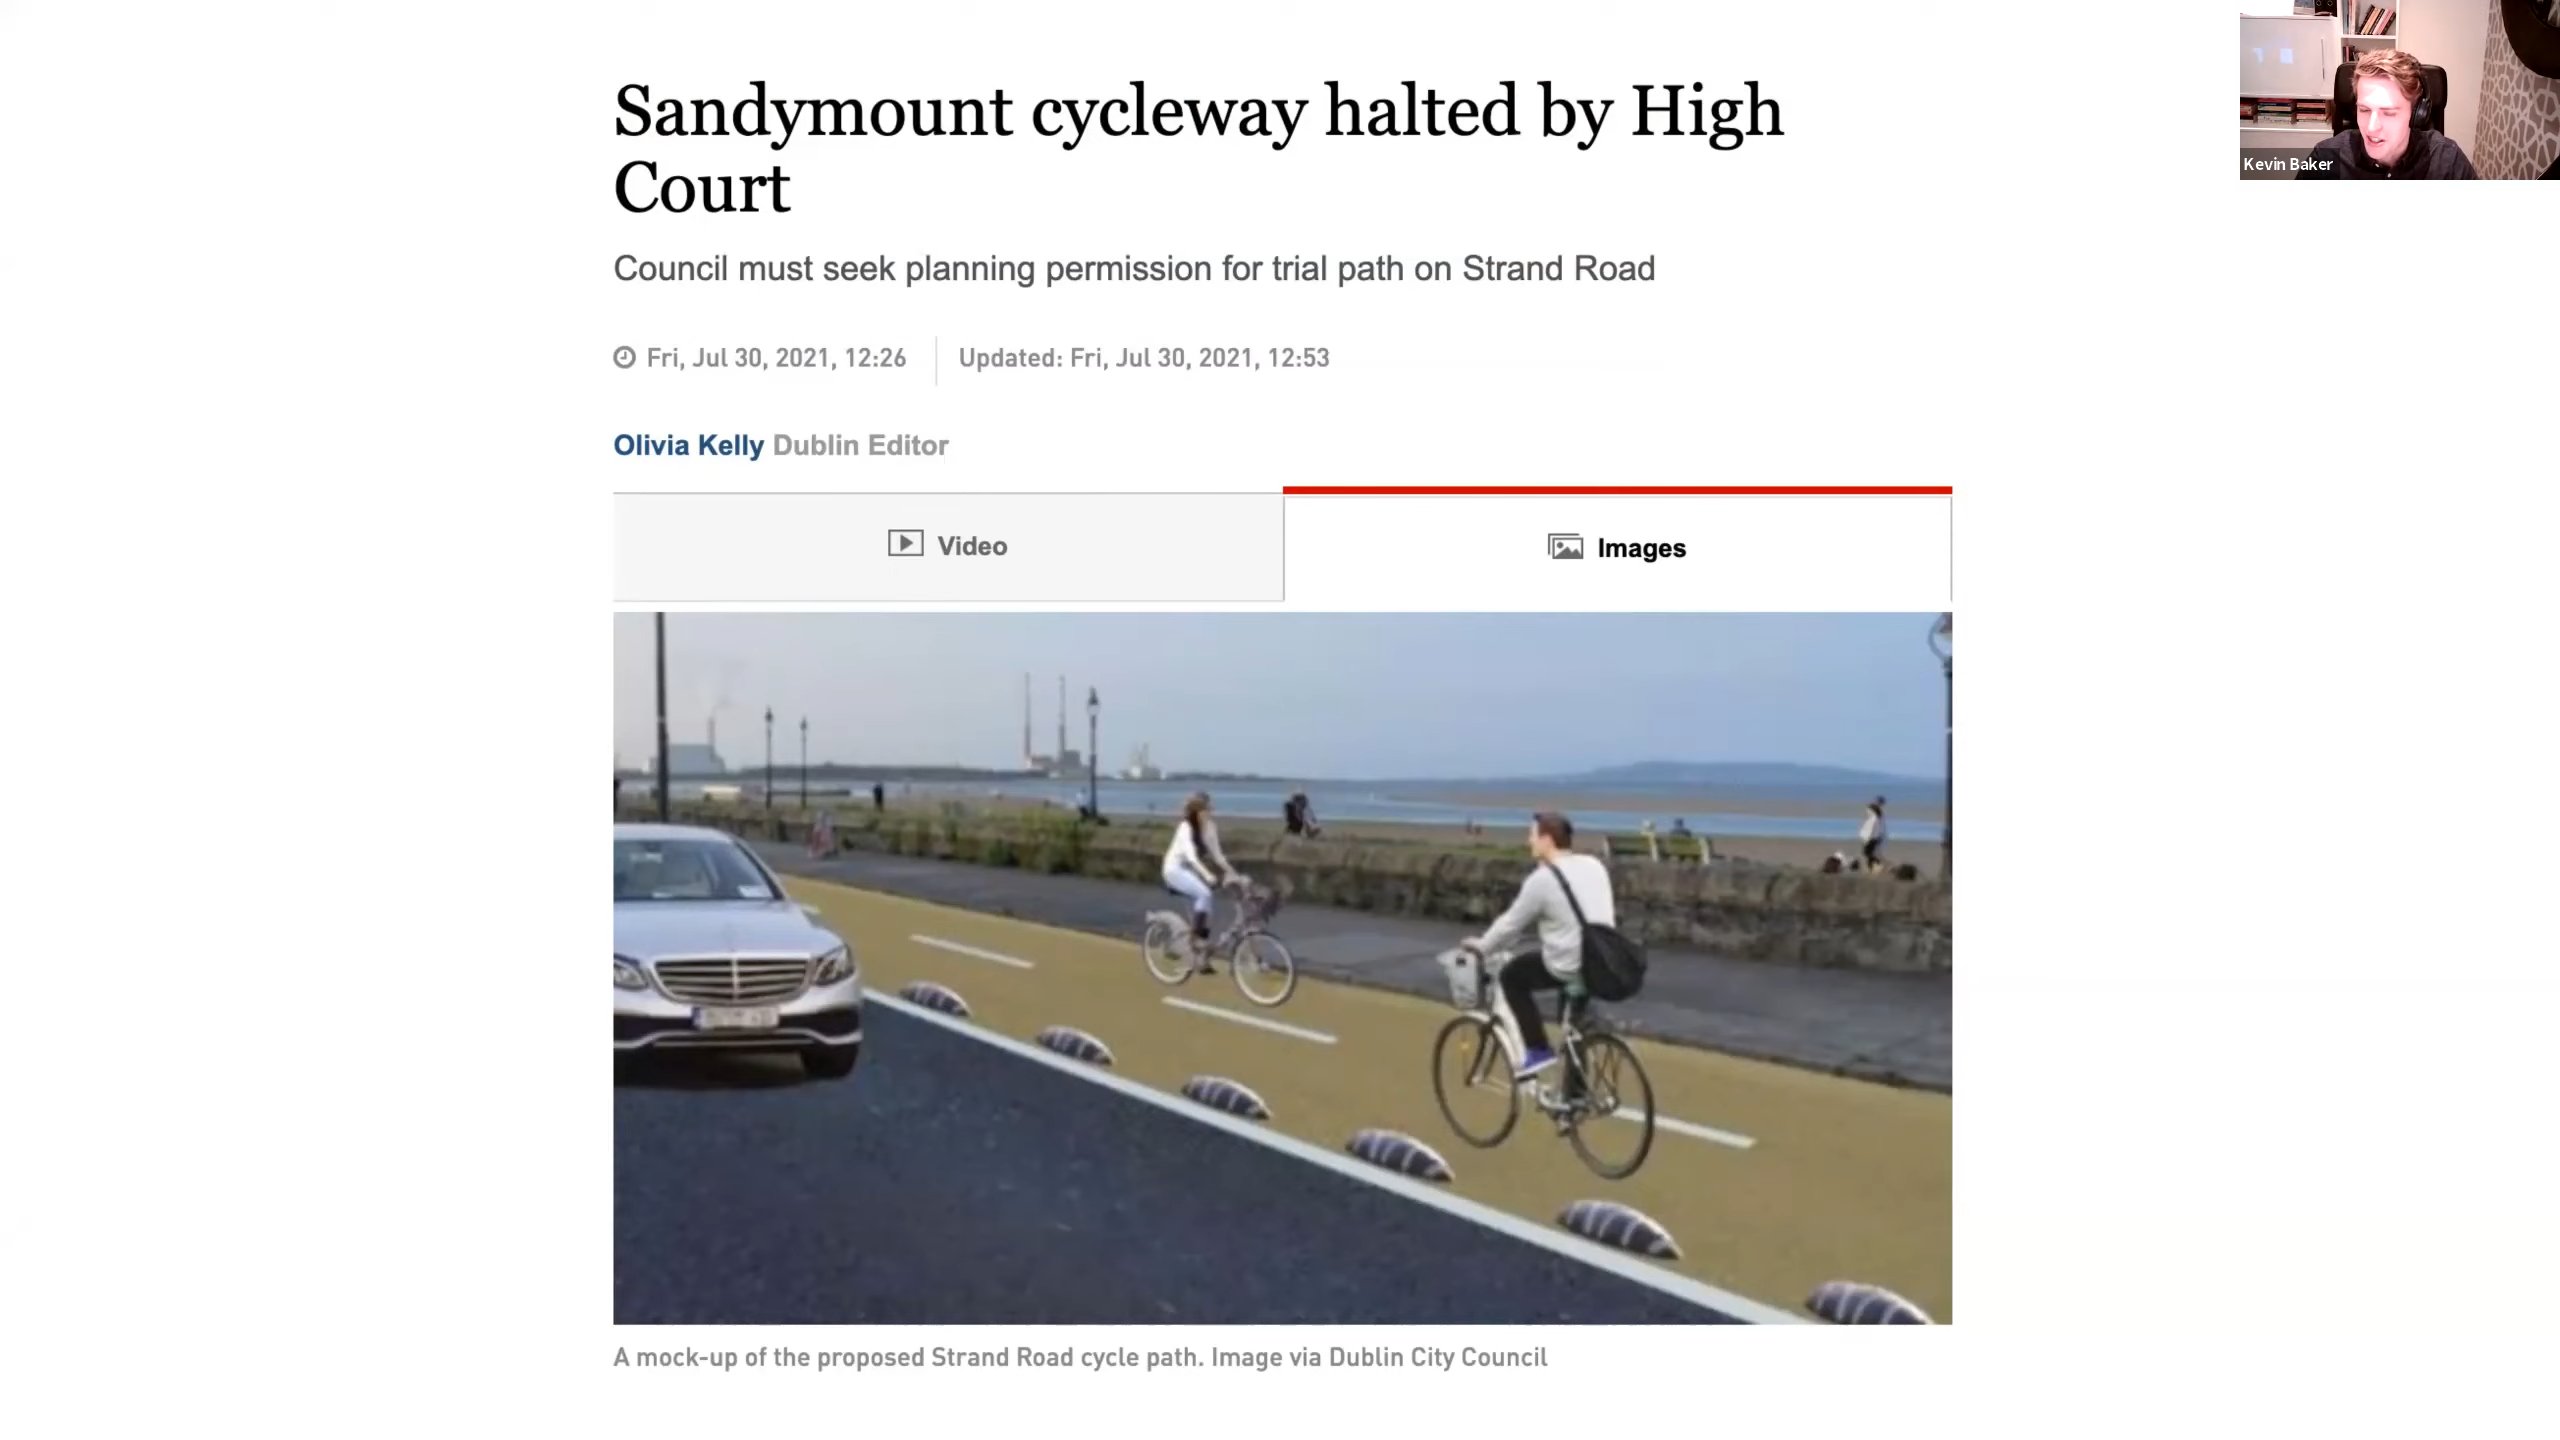 Sandymount cycleway halted by High
Court
Council must seek planning permission for trial path on Strand Road
Fri, Jul 30, 2021, 12:26
Updated: Fri, Jul 30, 2021, 12:53
Olivia Kelly Dublin Editor
Video
Images
A mock-up of the proposed Strand Road cycle path. Image via Dublin City Council
Kevin Baker